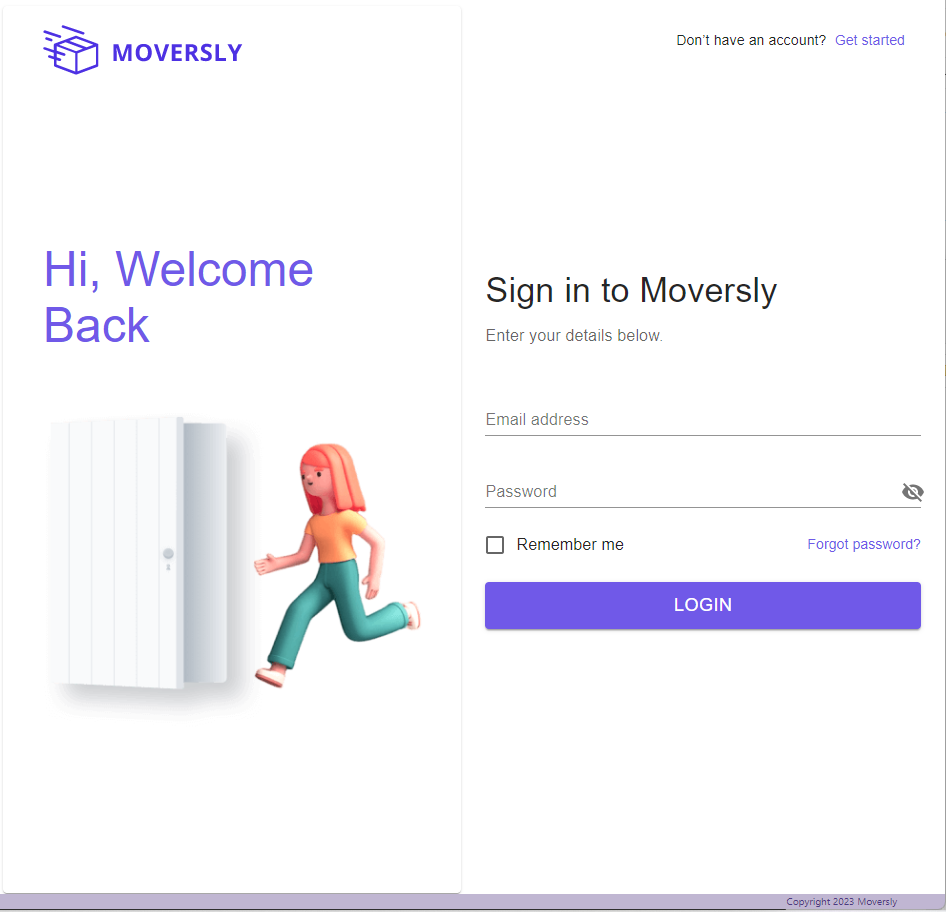 MOVERSLY
Don't have an account? Get started
Hi, Welcome
Back
Sign in to Moversly
Enter your details below.
Email address
Password
Remember me
Forgot password?
LOGIN
Copyright 2023 Moversly